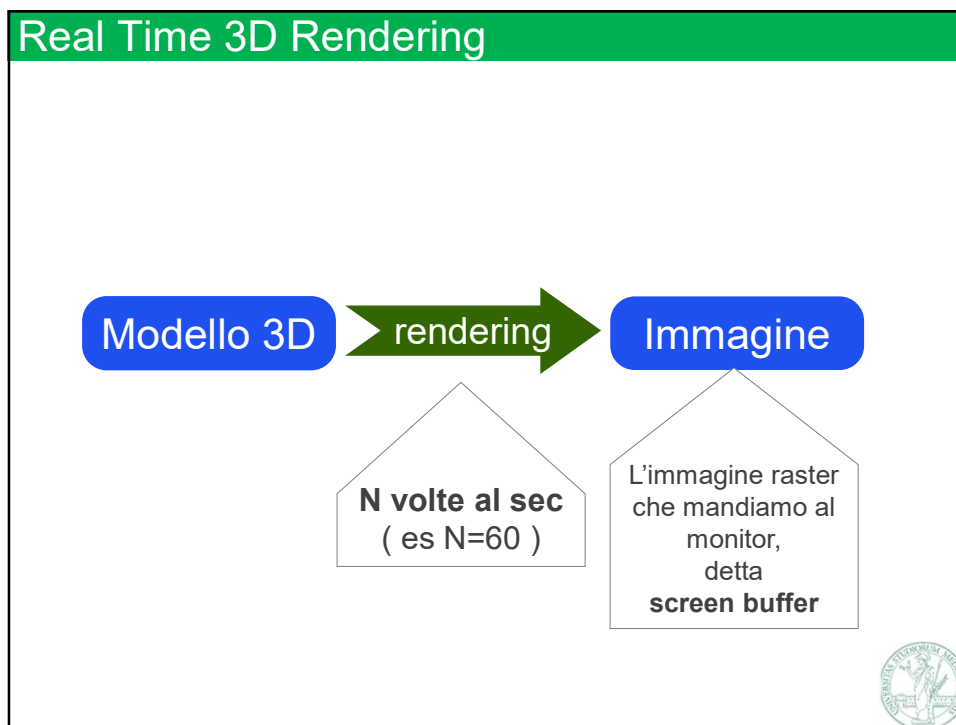 Real Time 3D Rendering
Modello 3D
rendering
Immagine
N volte al sec
( es N=60 )
L'immagine raster
che mandiamo al
monitor,
detta
screen buffer